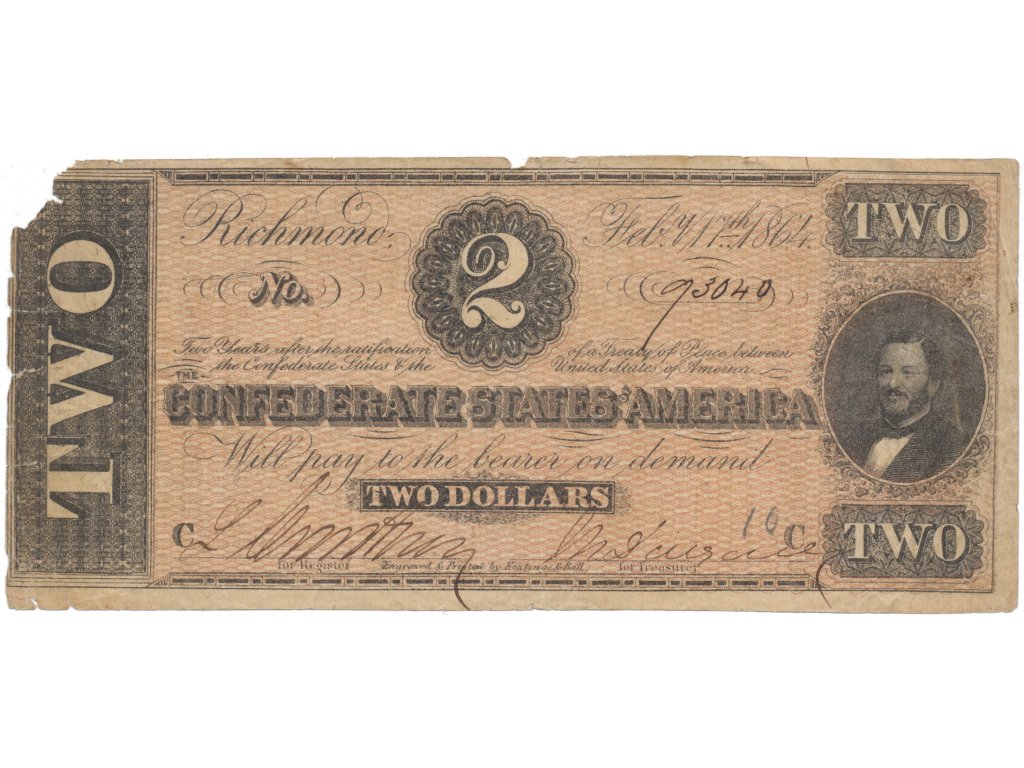 TWO
Richmond,
2
Feb.y 17th 1864.
TWO
No.
93040
Two Years after the ratification of a Treaty of Peace between
the Confederate States & the United States of America
THE
CONFEDERATE STATES OF AMERICA
Will pay to the bearer on demand
TWO DOLLARS
C
10 C
TWO
for Register Engraved & Printed by Keatinge & Ball. for Treasurer